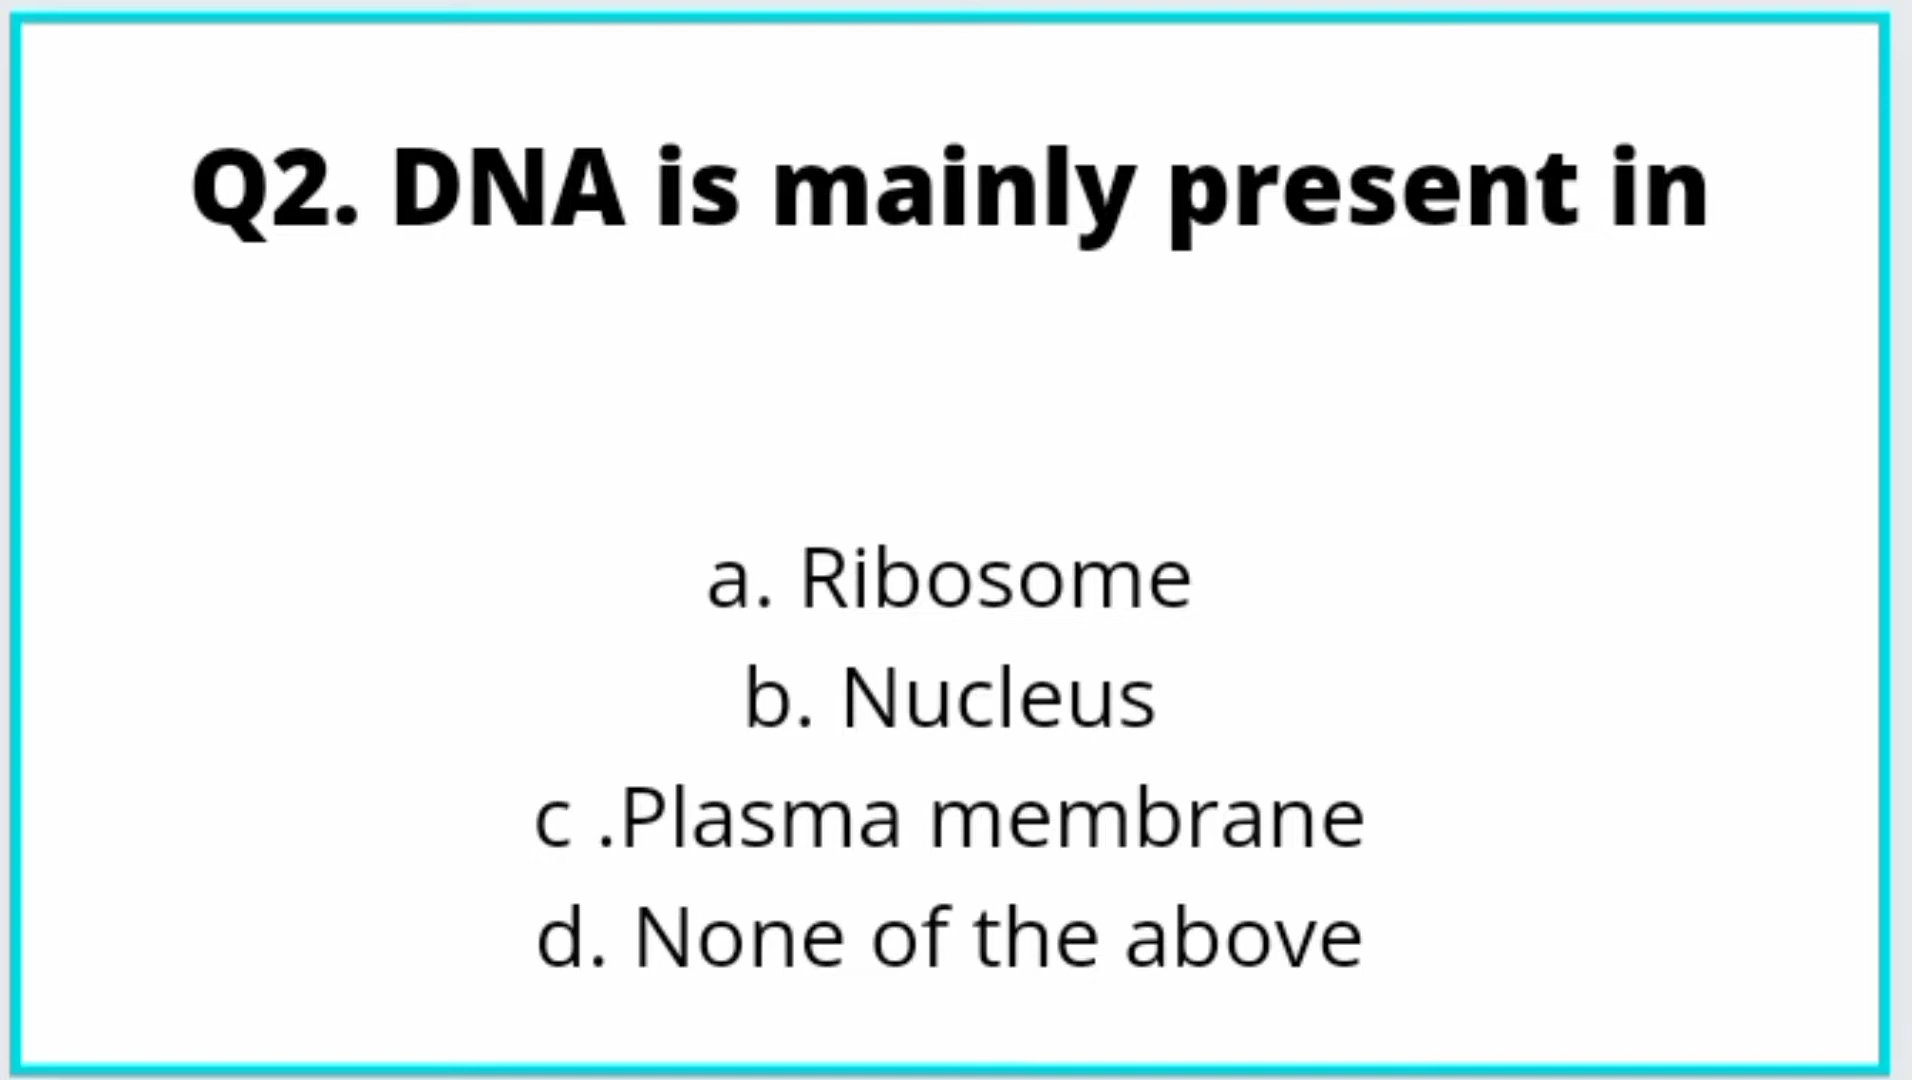 Q2. DNA is mainly present in
a. Ribosome
b. Nucleus
c .Plasma membrane
d. None of the above